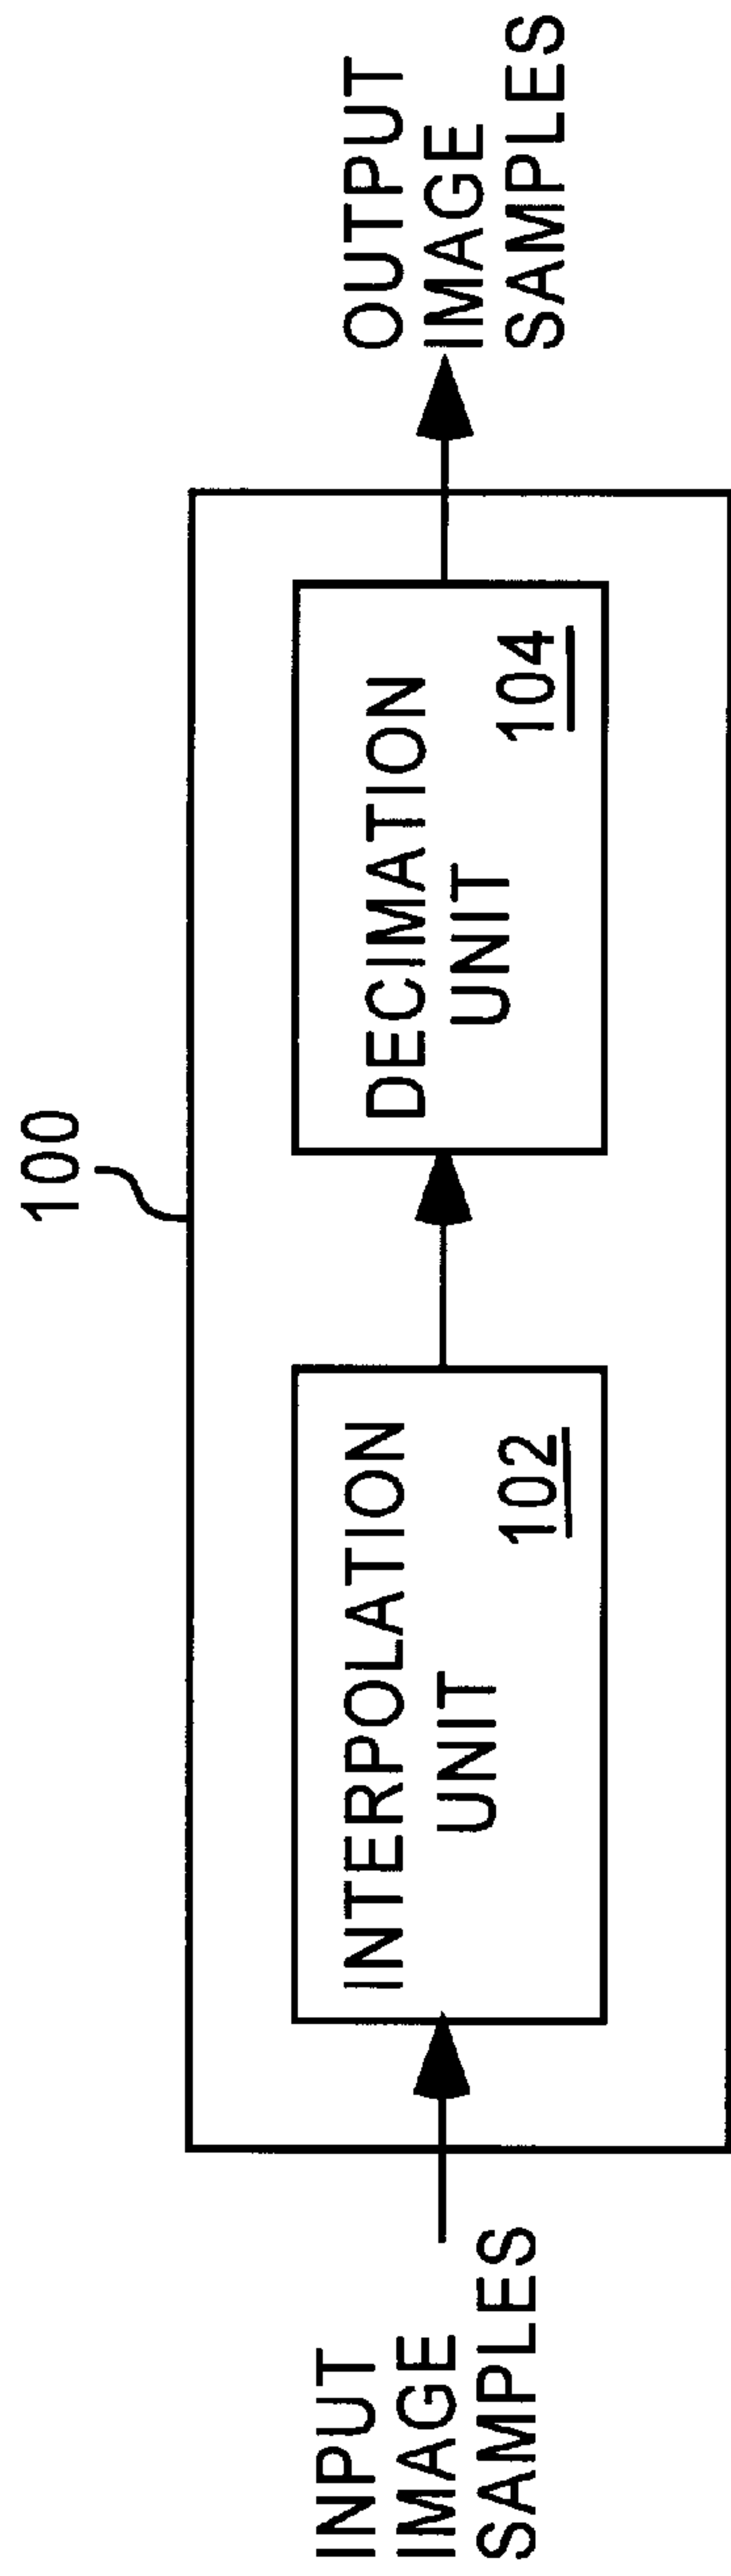 100
INPUT
IMAGE
SAMPLES
INTERPOLATION
UNIT
102
DECIMATION
UNIT
104
OUTPUT
IMAGE
SAMPLES